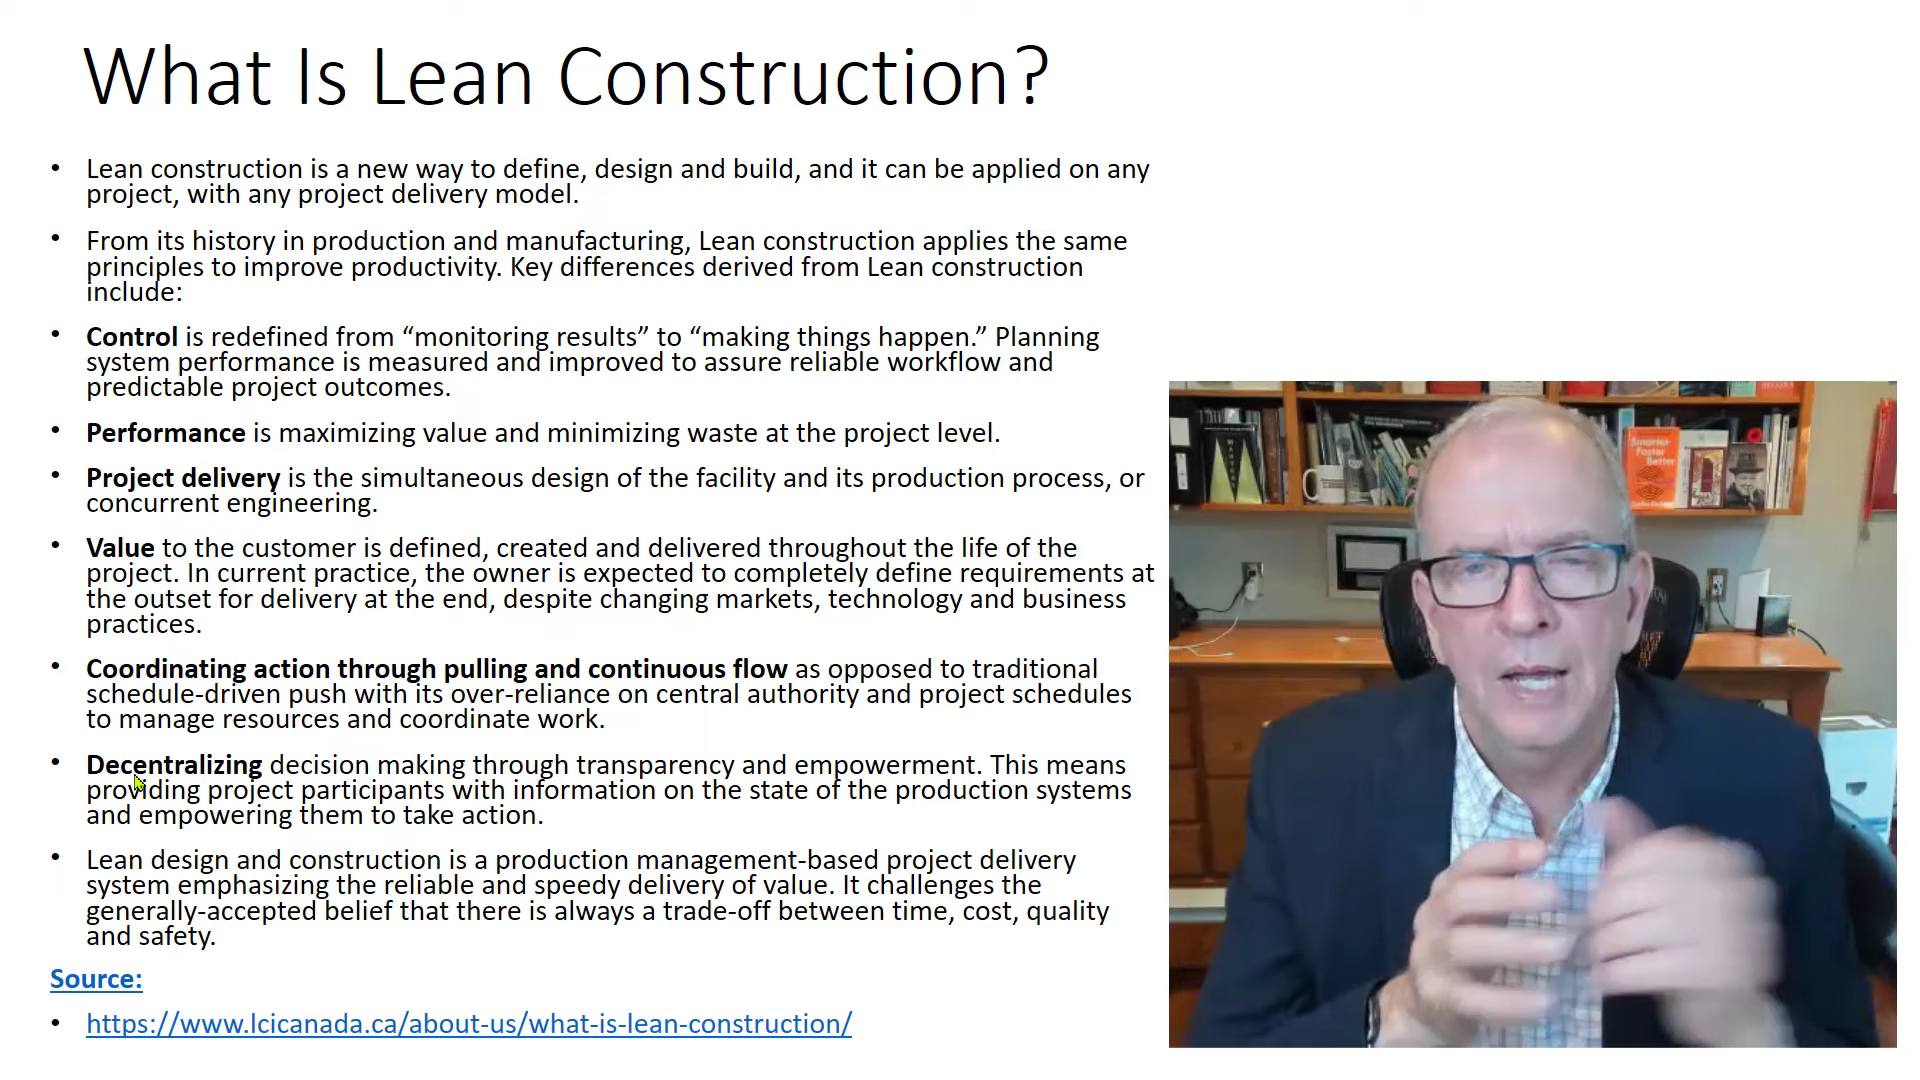 What Is Lean Construction?
• Lean construction is a new way to define, design and build, and it can be applied on any
project, with any project delivery model.
• From its history in production and manufacturing, Lean construction applies the same
principles to improve productivity. Key differences derived from Lean construction
include:
• Control is redefined from “monitoring results” to “making things happen.” Planning
system performance is measured and improved to assure reliable workflow and
predictable project outcomes.
• Performance is maximizing value and minimizing waste at the project level.
• Project delivery is the simultaneous design of the facility and its production process, or
concurrent engineering.
• Value to the customer is defined, created and delivered throughout the life of the
project. In current practice, the owner is expected to completely define requirements at
the outset for delivery at the end, despite changing markets, technology and business
practices.
• Coordinating action through pulling and continuous flow as opposed to traditional
schedule-driven push with its over-reliance on central authority and project schedules
to manage resources and coordinate work.
• Decentralizing decision making through transparency and empowerment. This means
providing project participants with information on the state of the production systems
and empowering them to take action.
• Lean design and construction is a production management-based project delivery
system emphasizing the reliable and speedy delivery of value. It challenges the
generally-accepted belief that there is always a trade-off between time, cost, quality
and safety.
Source:
• https://www.lcicanada.ca/about-us/what-is-lean-construction/
Smarter
Faster
Better